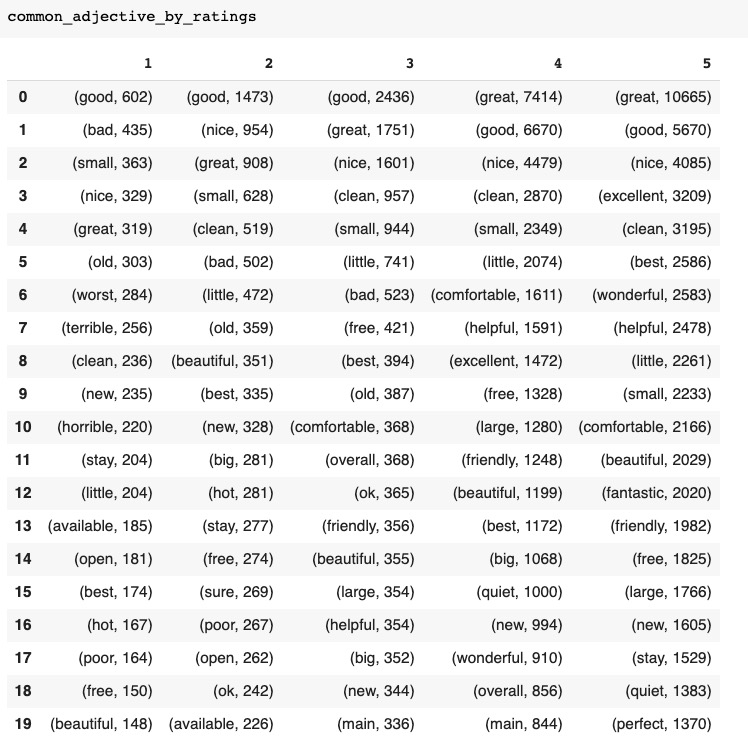 common_adjective_by_ratings
1 2 3 4 5
0 (good, 602) (good, 1473) (good, 2436) (great, 7414) (great, 10665)
1 (bad, 435) (nice, 954) (great, 1751) (good, 6670) (good, 5670)
2 (small, 363) (great, 908) (nice, 1601) (nice, 4479) (nice, 4085)
3 (nice, 329) (small, 628) (clean, 957) (clean, 2870) (excellent, 3209)
4 (great, 319) (clean, 519) (small, 944) (small, 2349) (clean, 3195)
5 (old, 303) (bad, 502) (little, 741) (little, 2074) (best, 2586)
6 (worst, 284) (little, 472) (bad, 523) (comfortable, 1611) (wonderful, 2583)
7 (terrible, 256) (old, 359) (free, 421) (helpful, 1591) (helpful, 2478)
8 (clean, 236) (beautiful, 351) (best, 394) (excellent, 1472) (little, 2261)
9 (new, 235) (best, 335) (old, 387) (free, 1328) (small, 2233)
10 (horrible, 220) (new, 328) (comfortable, 368) (large, 1280) (comfortable, 2166)
11 (stay, 204) (big, 281) (overall, 368) (friendly, 1248) (beautiful, 2029)
12 (little, 204) (hot, 281) (ok, 365) (beautiful, 1199) (fantastic, 2020)
13 (available, 185) (stay, 277) (friendly, 356) (best, 1172) (friendly, 1982)
14 (open, 181) (free, 274) (beautiful, 355) (big, 1068) (free, 1825)
15 (best, 174) (sure, 269) (large, 354) (quiet, 1000) (large, 1766)
16 (hot, 167) (poor, 267) (helpful, 354) (new, 994) (new, 1605)
17 (poor, 164) (open, 262) (big, 352) (wonderful, 910) (stay, 1529)
18 (free, 150) (ok, 242) (new, 344) (overall, 856) (quiet, 1383)
19 (beautiful, 148) (available, 226) (main, 336) (main, 844) (perfect, 1370)